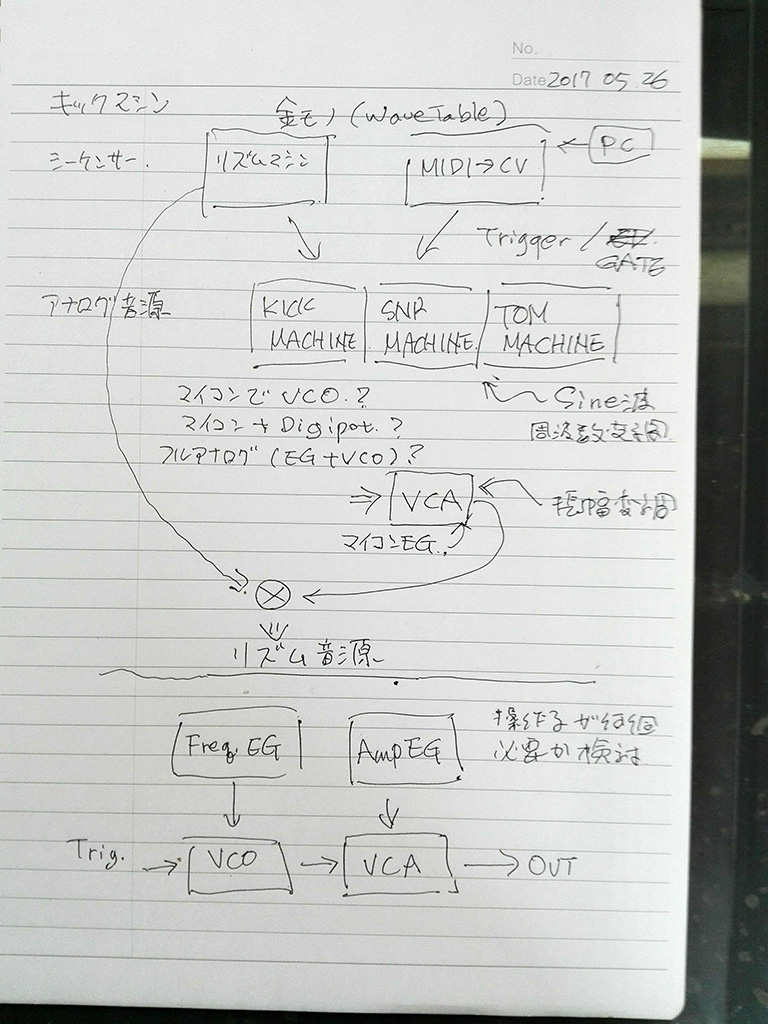 No.
Date 2017 05 26
キックマシン
金モノ (WaveTable)
シーケンサー.
リズムマシン
MIDI→CV
PC
Trigger /
GATE
アナログ音源
KICK
MACHINE
SNR
MACHINE
TOM
MACHINE
マイコンで VCO.?
マイコン + Digipot.?
フルアナログ (EG+VCO)?
Sine波
周波数変調
VCA
振幅変調
マイコンEG.
リズム音源
Freq. EG
Amp EG
操作子が何個
必要か検討
Trig.
VCO
VCA
OUT